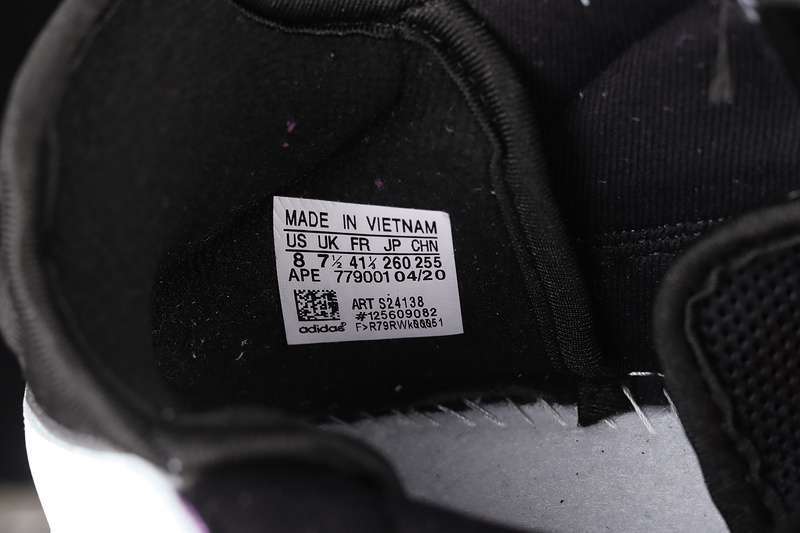 MADE IN VIETNAM
US UK FR JP CHN
8 7½ 41⅓ 260 255
APE 779001 04/20
ART S24138
#125609082
adidas